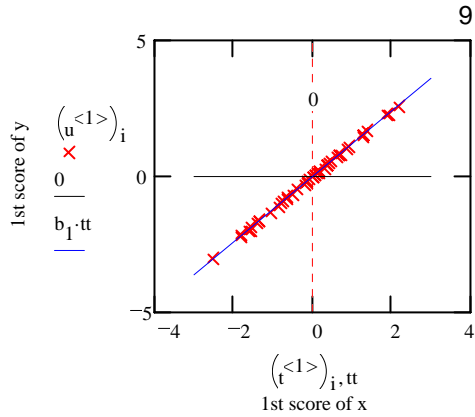 9
1st score of y
(u<1>)i
0
b1·tt
5
0
−5
0
−4
−2
0
2
4
(t<1>)i, tt
1st score of x